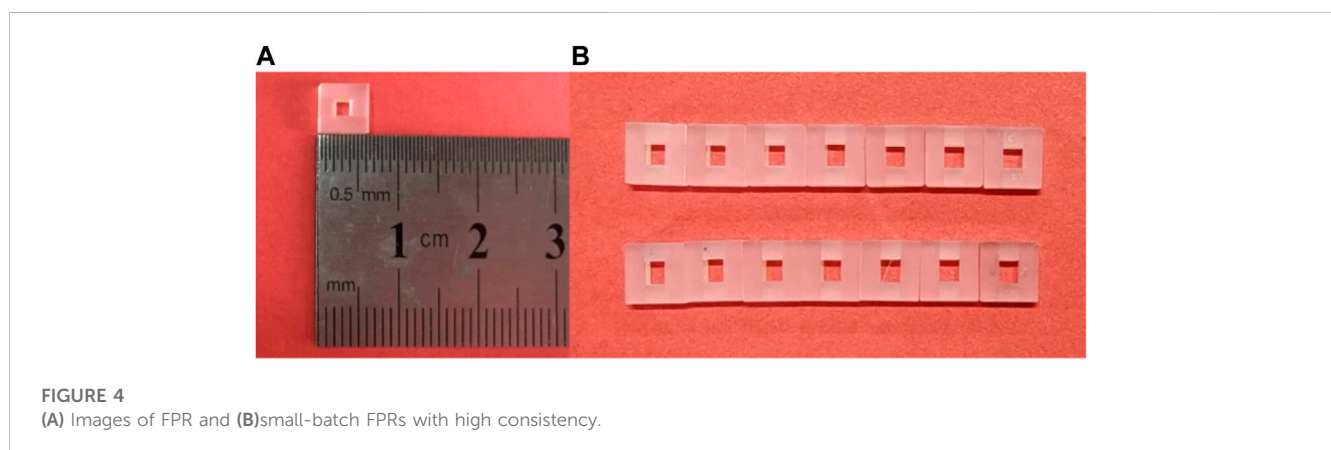 A
B
0.5 mm
1 cm 2 3
mm
FIGURE 4
(A) Images of FPR and (B)small-batch FPRs with high consistency.